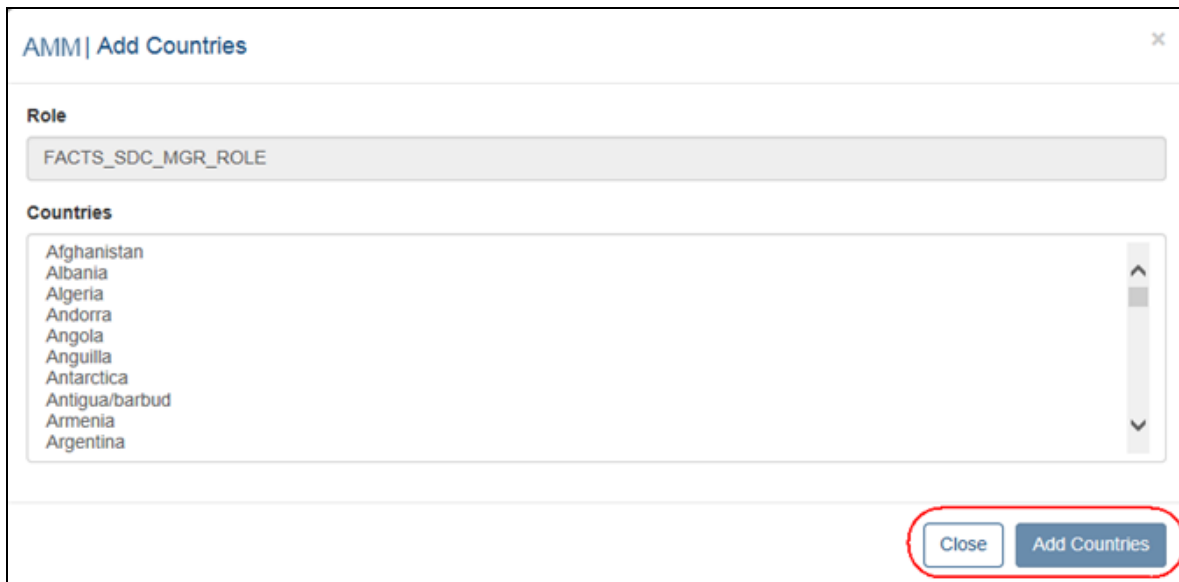 AMM| Add Countries ×
Role
FACTS_SDC_MGR_ROLE
Countries
Afghanistan
Albania
Algeria
Andorra
Angola
Anguilla
Antarctica
Antigua/barbud
Armenia
Argentina
Close Add Countries